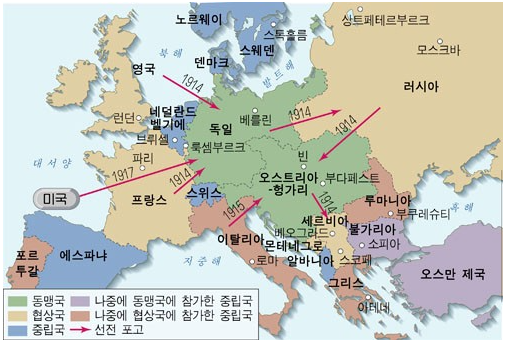 노르웨이
상트페테르부르크
스톡홀름
모스크바
북 해
스웨덴
덴마크
발 트 해
영국
1914
러시아
런던
네덜란드
벨기에
브뤼셀
베를린
1914
1914
독일
룩셈부르크
대 서 양
파리
1917
1914
빈
오스트리아
-헝가리
부다페스트
미국
프랑스
스위스
1915
1914
루마니아
부쿠레슈티
흑 해
세르비아
베오그라드
이탈리아
몬테네그로
불가리아
소피아
포르
투갈
에스파냐
지 중 해
로마
알바니아
스코페
오스만 제국
그리스
아테네
동맹국
나중에 동맹국에 참가한 중립국
협상국
나중에 협상국에 참가한 중립국
중립국
선전 포고